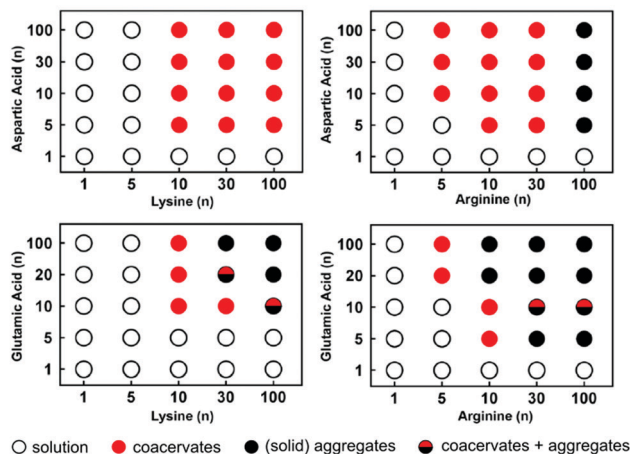 Aspartic Acid (n)
100
30
10
5
1
1 5 10 30 100
Lysine (n)
Aspartic Acid (n)
100
30
10
5
1
1 5 10 30 100
Arginine (n)
Glutamic Acid (n)
100
20
10
5
1
1 5 10 30 100
Lysine (n)
Glutamic Acid (n)
100
20
10
5
1
1 5 10 30 100
Arginine (n)
solution coacervates (solid) aggregates coacervates + aggregates